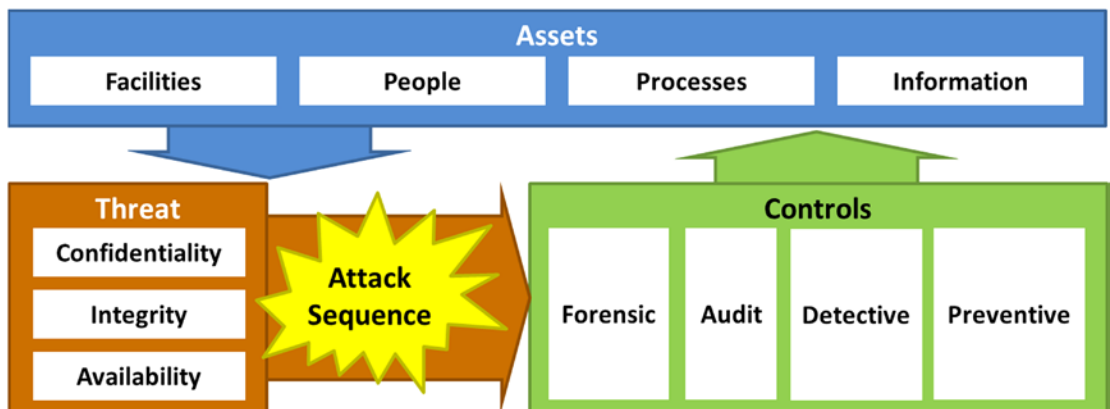 Assets
Facilities
People
Processes
Information
Threat
Confidentiality
Integrity
Availability
Attack
Sequence
Controls
Forensic
Audit
Detective
Preventive